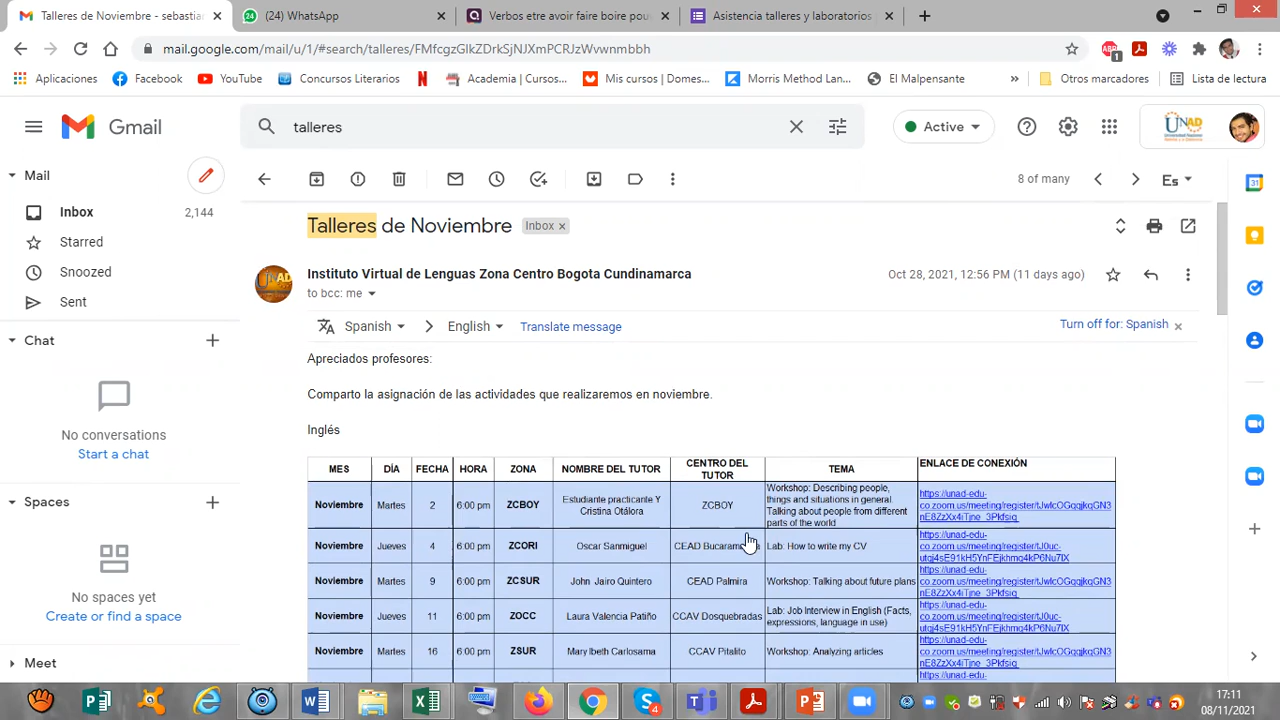 Talleres de Noviembre - sebastia
(24) WhatsApp
Verbos etre avoir faire boire pou
Asistencia talleres y laboratorios
mail.google.com/mail/u/1/#search/talleres/FMfcgzGlkZDrkSjNJXmPCRJzWvwnmbbh
Aplicaciones
Facebook
YouTube
Concursos Literarios
Academia | Cursos...
Mis cursos | Domes...
Morris Method Lan...
El Malpensante
»
Otros marcadores
Lista de lectura
Gmail
talleres
Active
UNAD
Mail
8 of many
Es
Inbox 2,144
Starred
Snoozed
Sent
Chat
No conversations
Start a chat
Spaces
No spaces yet
Create or find a space
Meet
Talleres de Noviembre Inbox x
Instituto Virtual de Lenguas Zona Centro Bogota Cundinamarca
Oct 28, 2021, 12:56 PM (11 days ago)
to bcc: me
Spanish > English Translate message
Turn off for: Spanish x
Apreciados profesores:
Comparto la asignación de las actividades que realizaremos en noviembre.
Inglés
MES DÍA FECHA HORA ZONA NOMBRE DEL TUTOR CENTRO DEL TUTOR TEMA ENLACE DE CONEXIÓN
Noviembre Martes 2 6:00 pm ZCBOY Estudiante practicante Y Cristina Otálora ZCBOY Workshop: Describing people, things and situations in general. Talking about people from different parts of the world
Noviembre Jueves 4 6:00 pm ZCORI Oscar Sanmiguel CEAD Lab: How to write my CV
Noviembre Martes 9 6:00 pm ZCSUR John Jairo Quintero CEAD Palmira Workshop: Talking about future plans
Noviembre Jueves 11 6:00 pm ZOCC Laura Valencia Patiño CCAV Dosquebradas Lab: Job Interview in English (Facts, expressions, language in use)
Noviembre Martes 16 6:00 pm ZSUR Mary Ibeth Carlosama CCAV Pitalito Workshop: Analyzing articles
17:11
08/11/2021